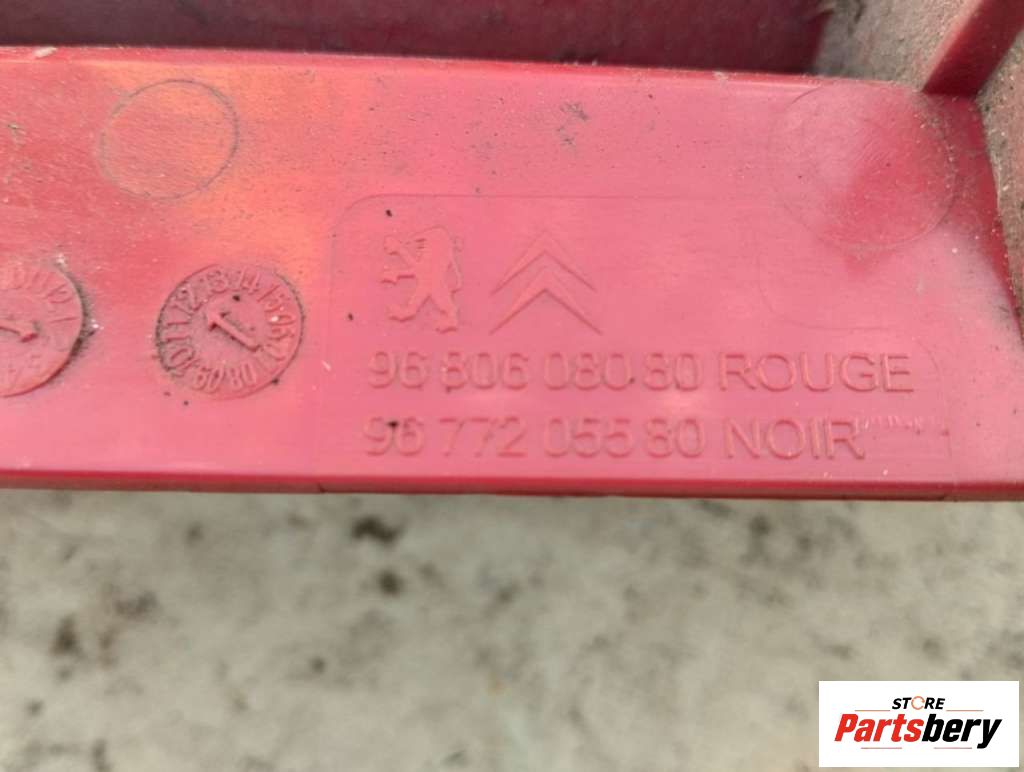 96 806 080 80 ROUGE
96 772 055 80 NOIR
STORE
Partsbery